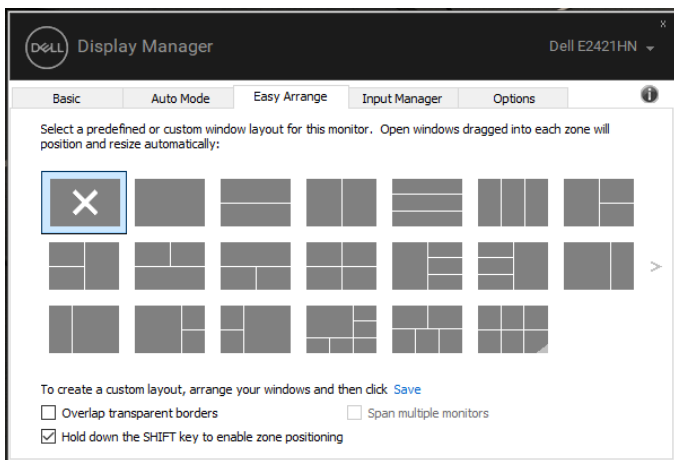 x
DELL Display Manager Dell E2421HN
Basic Auto Mode Easy Arrange Input Manager Options i
Select a predefined or custom window layout for this monitor.  Open windows dragged into each zone will
position and resize automatically:
>
To create a custom layout, arrange your windows and then click Save
Overlap transparent borders Span multiple monitors
Hold down the SHIFT key to enable zone positioning